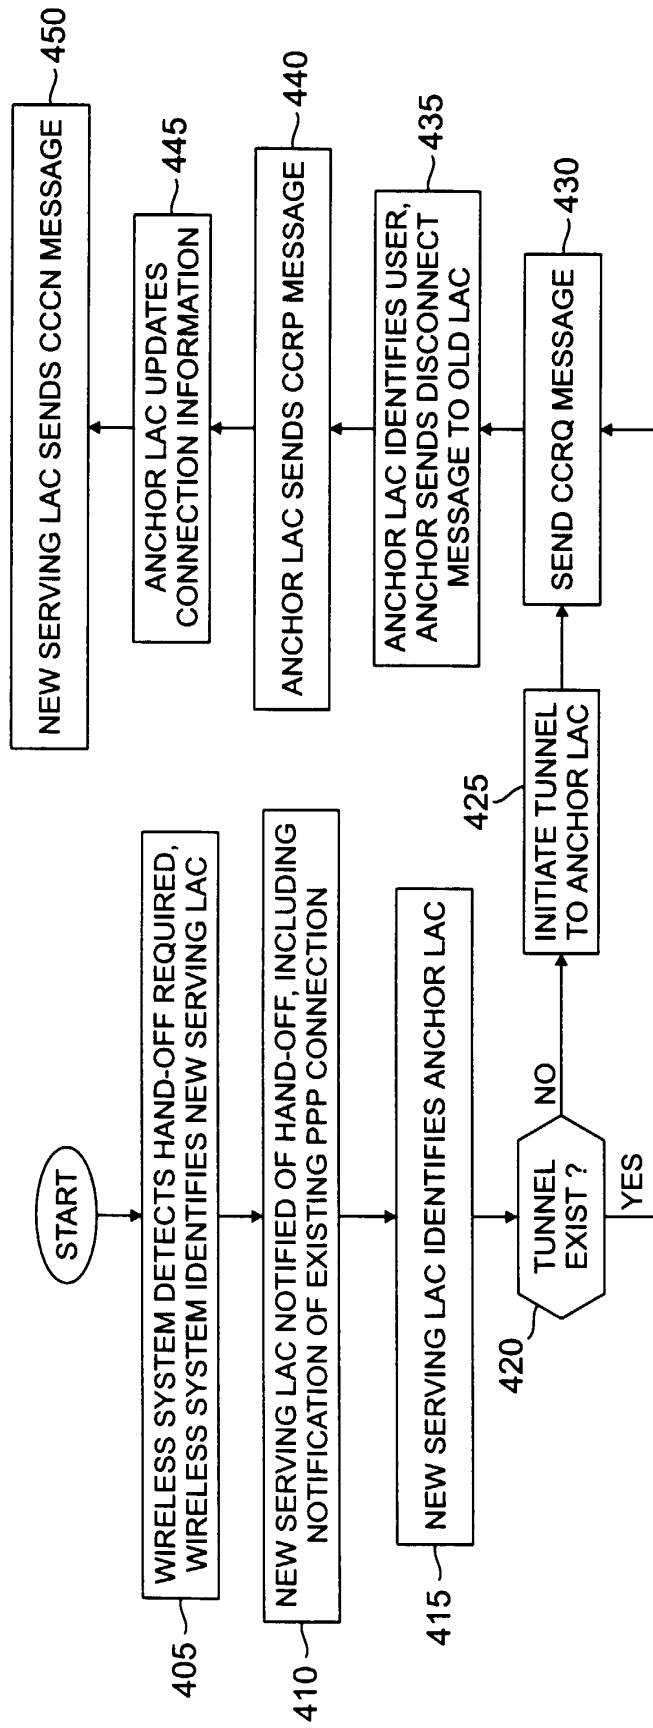 START
WIRELESS SYSTEM DETECTS HAND-OFF REQUIRED,
WIRELESS SYSTEM IDENTIFIES NEW SERVING LAC
405
NEW SERVING LAC NOTIFIED OF HAND-OFF, INCLUDING
NOTIFICATION OF EXISTING PPP CONNECTION
410
NEW SERVING LAC IDENTIFIES ANCHOR LAC
415
TUNNEL
EXIST ?
420
NO
YES
INITIATE TUNNEL
TO ANCHOR LAC
425
SEND CCRQ MESSAGE
430
ANCHOR LAC IDENTIFIES USER,
ANCHOR SENDS DISCONNECT
MESSAGE TO OLD LAC
435
ANCHOR LAC SENDS CCRP MESSAGE
440
ANCHOR LAC UPDATES
CONNECTION INFORMATION
445
NEW SERVING LAC SENDS CCCN MESSAGE
450